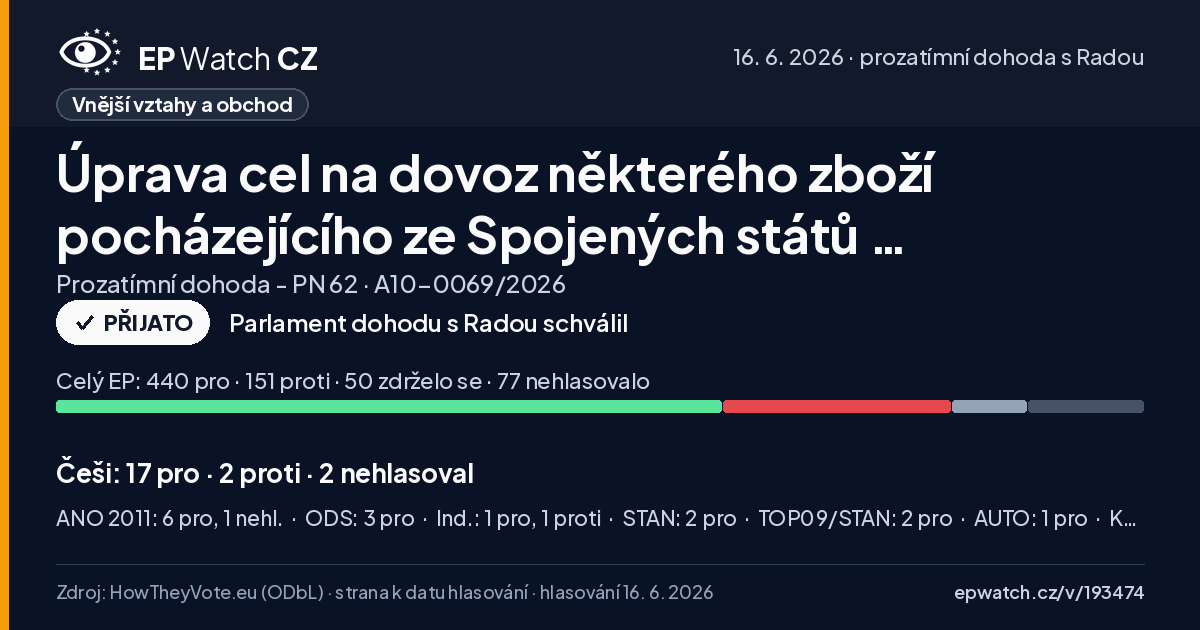 EP Watch CZ
16. 6. 2026 · prozatímní dohoda s Radou
Vnější vztahy a obchod
Úprava cel na dovoz některého zboží
pocházejícího ze Spojených států …
Prozatímní dohoda – PN 62 · A10–0069/2026
✓ PŘIJATO Parlament dohodu s Radou schválil
Celý EP: 440 pro · 151 proti · 50 zdrželo se · 77 nehlasovalo
Češi: 17 pro · 2 proti · 2 nehlasoval
ANO 2011: 6 pro, 1 nehl. · ODS: 3 pro · Ind.: 1 pro, 1 proti · STAN: 2 pro · TOP09/STAN: 2 pro · AUTO: 1 pro · K…
Zdroj: HowTheyVote.eu (ODbL) · strana k datu hlasování · hlasování 16. 6. 2026
epwatch.cz/v/193474